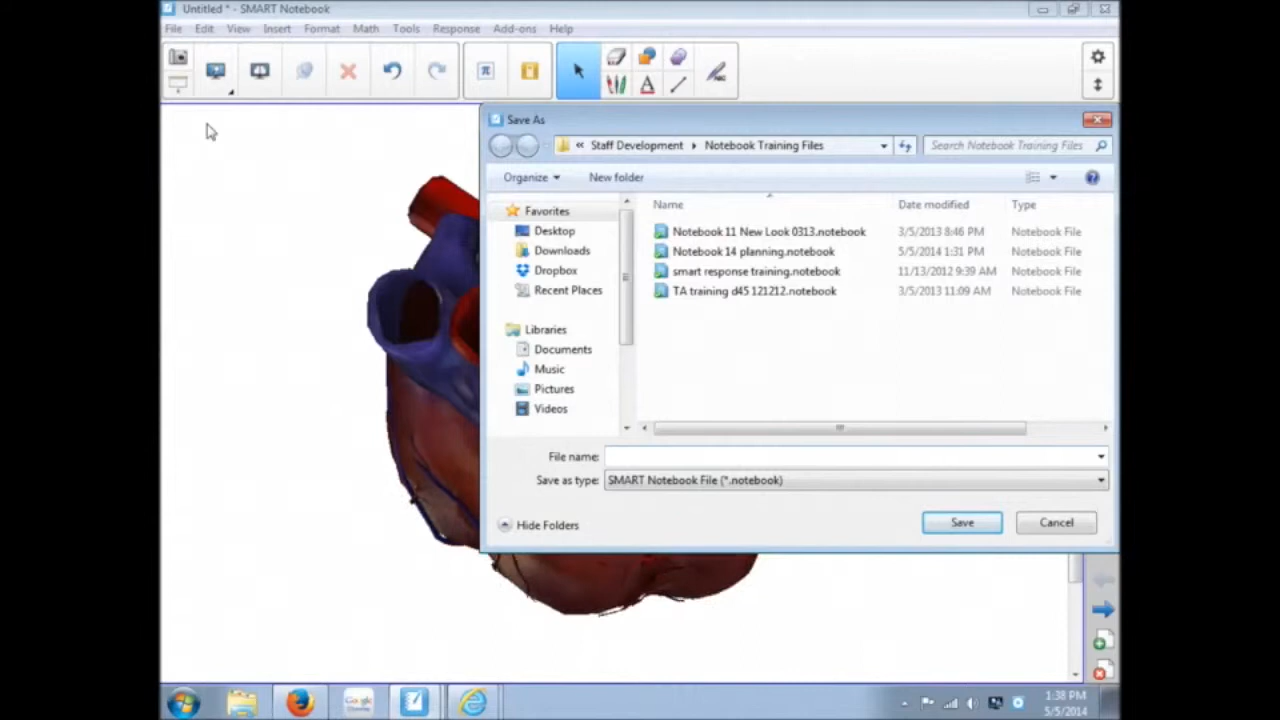 Untitled * - SMART Notebook
File Edit View Insert Format Math Tools Response Add-ons Help
Save As
« Staff Development Notebook Training Files
Search Notebook Training Files
Organize New folder
Name Date modified Type
Favorites
Desktop
Downloads
Dropbox
Recent Places
Libraries
Documents
Music
Pictures
Videos
Notebook 11 New Look 0313.notebook 3/5/2013 8:46 PM Notebook File
Notebook 14 planning.notebook 5/5/2014 1:31 PM Notebook File
smart response training.notebook 11/13/2012 9:39 AM Notebook File
TA training d45 121212.notebook 3/5/2013 11:09 AM Notebook File
File name:
Save as type: SMART Notebook File (*.notebook)
Hide Folders
Save Cancel
1:38 PM
5/5/2014